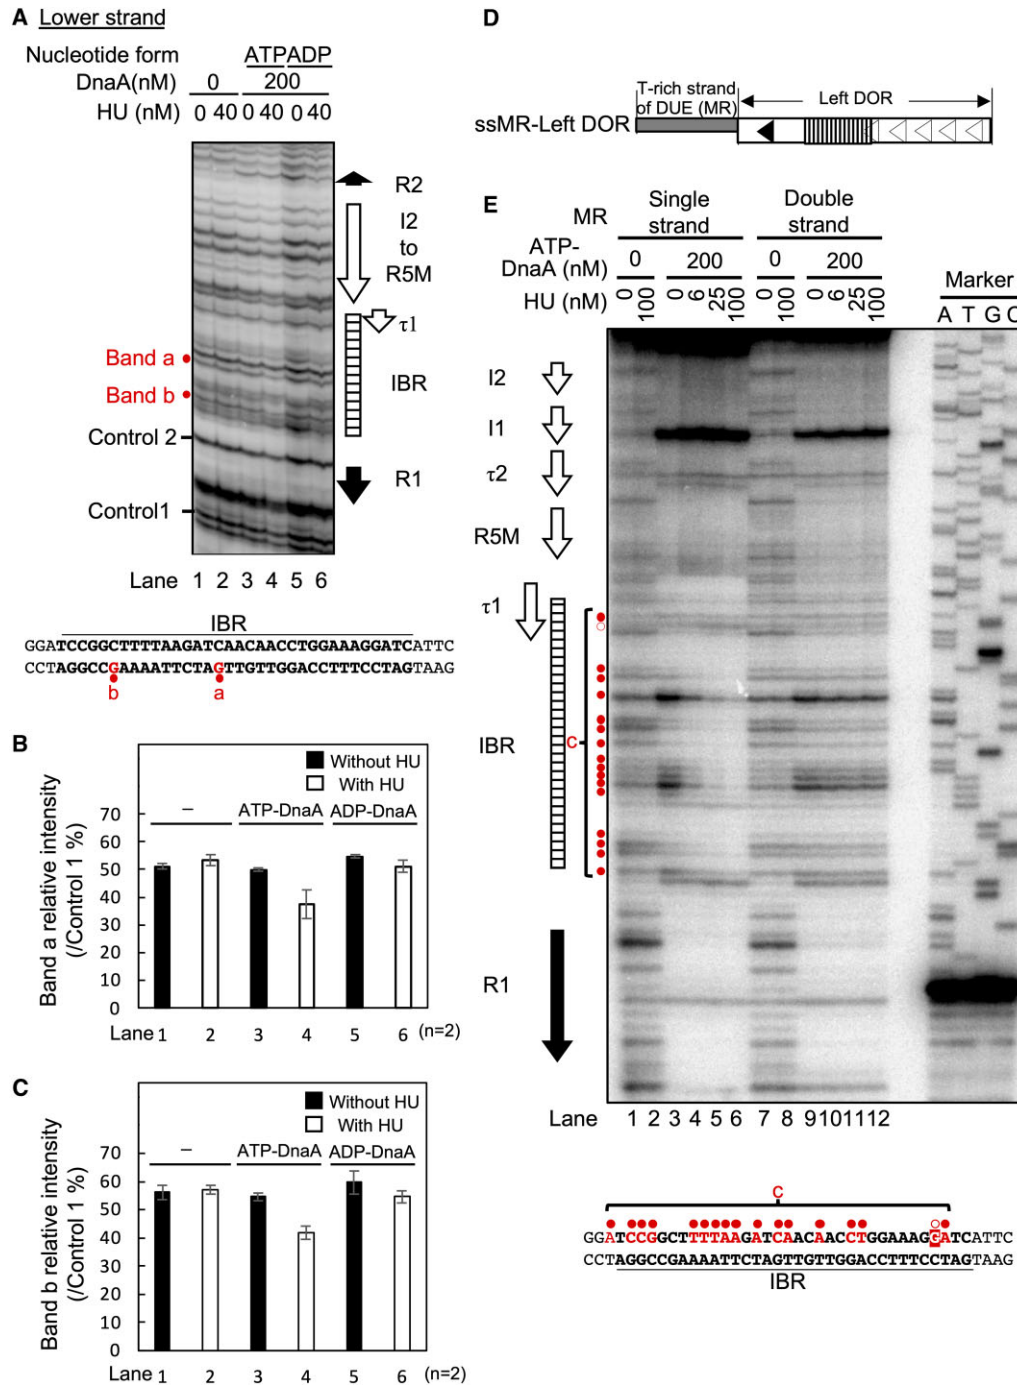 A Lower strand
Nucleotide form ATP ADP
DnaA(nM) 0 200
HU (nM) 0 40 0 40 0 40
R2
I2
to
R5M
τ1
Band a
IBR
Band b
Control 2
R1
Control1
Lane 1 2 3 4 5 6
IBR
GGATCCGGCTTTTAAGATCAACAACCTGGAAAGGATCATTC
CCTAGGCCGAAAATTCTAGTTGTTGGACCTTTCCTAGTAAG
b a
B
Without HU
With HU
– ATP-DnaA ADP-DnaA
Band a relative intensity
(/Control 1 %)
70
60
50
40
30
20
10
0
Lane 1 2 3 4 5 6 (n=2)
C
Without HU
With HU
– ATP-DnaA ADP-DnaA
Band b relative intensity
(/Control 1 %)
70
60
50
40
30
20
10
0
Lane 1 2 3 4 5 6 (n=2)
D
T-rich strand
of DUE (MR)
Left DOR
ssMR-Left DOR
E
MR Single
strand
Double
strand
ATP-
DnaA (nM) 0 200 0 200
HU (nM) 0 100 0 6 25 100 0 100 0 6 25 100
Marker
A T G C
I2
I1
τ2
R5M
τ1
IBR
c
R1
Lane 1 2 3 4 5 6 7 8 9 10 11 12
c
GGATCCGGCTTTTAAGATCAACAACCTGGAAAGGATCATTC
CCTAGGCCGAAAATTCTAGTTGTTGGACCTTTCCTAGTAAG
IBR